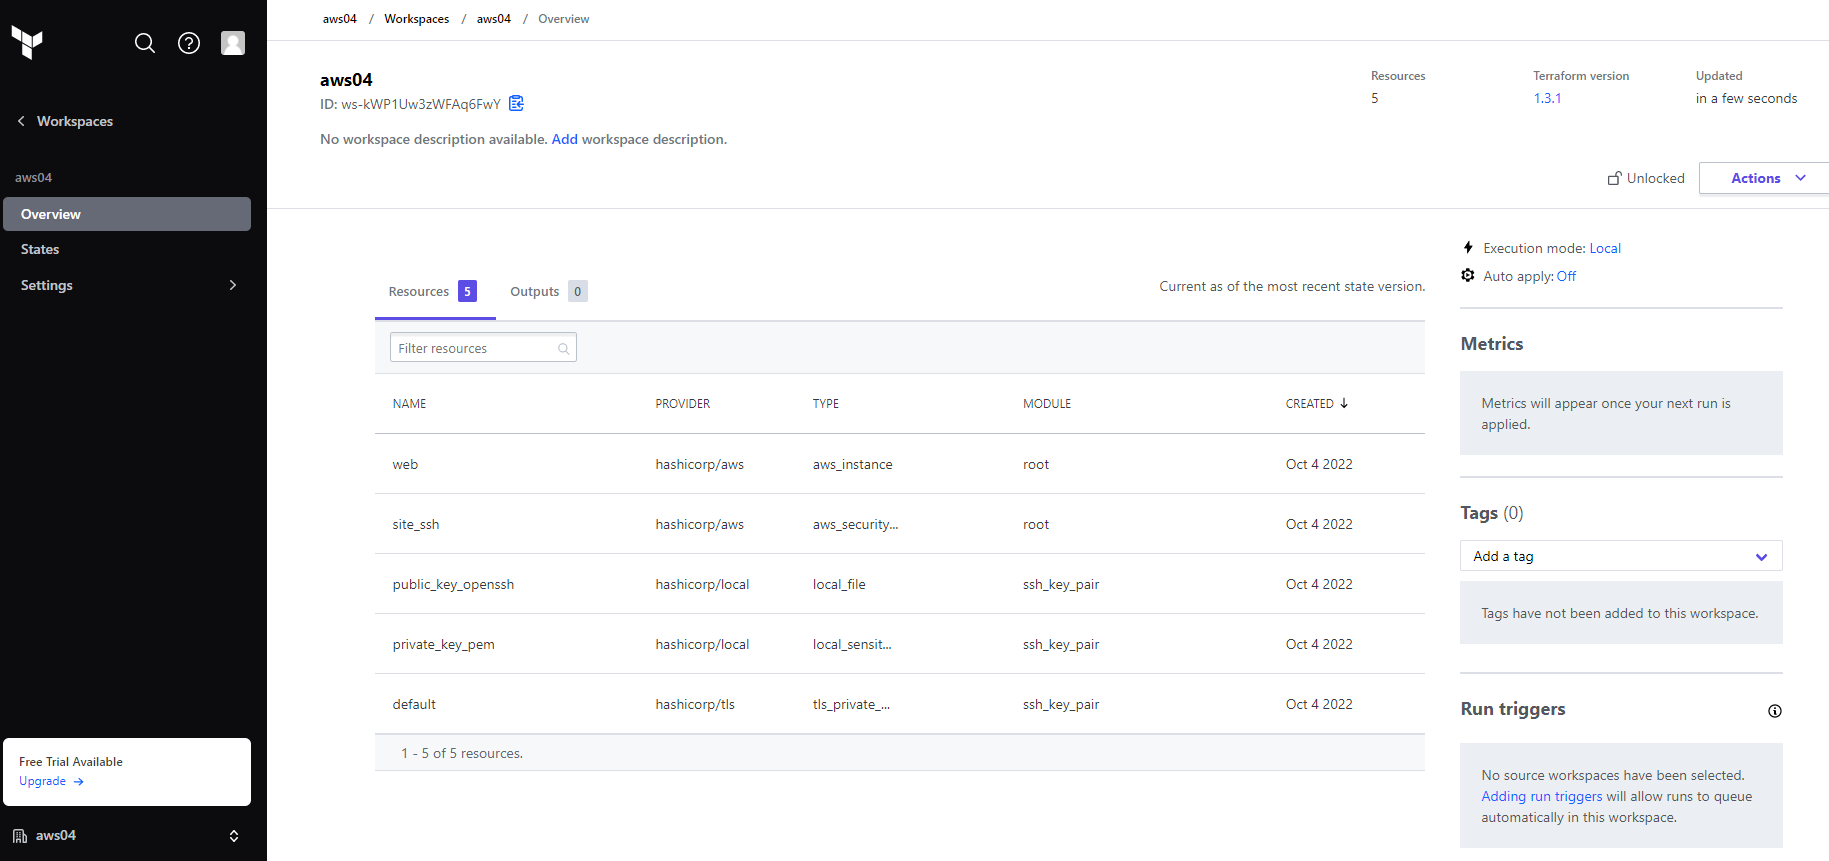 aws04 / Workspaces / aws04 / Overview
Workspaces
aws04
Overview
States
Settings
Free Trial Available
Upgrade →
aws04
aws04
ID: ws-kWP1Uw3zWFAq6FwY
No workspace description available. Add workspace description.
Resources
5
Terraform version
1.3.1
Updated
in a few seconds
Unlocked
Actions
Resources 5 Outputs 0
Current as of the most recent state version.
Filter resources
NAME PROVIDER TYPE MODULE CREATED ↓
web hashicorp/aws aws_instance root Oct 4 2022
site_ssh hashicorp/aws aws_security... root Oct 4 2022
public_key_openssh hashicorp/local local_file ssh_key_pair Oct 4 2022
private_key_pem hashicorp/local local_sensit... ssh_key_pair Oct 4 2022
default hashicorp/tls tls_private_... ssh_key_pair Oct 4 2022
1 - 5 of 5 resources.
Execution mode: Local
Auto apply: Off
Metrics
Metrics will appear once your next run is
applied.
Tags (0)
Add a tag
Tags have not been added to this workspace.
Run triggers
No source workspaces have been selected.
Adding run triggers will allow runs to queue
automatically in this workspace.